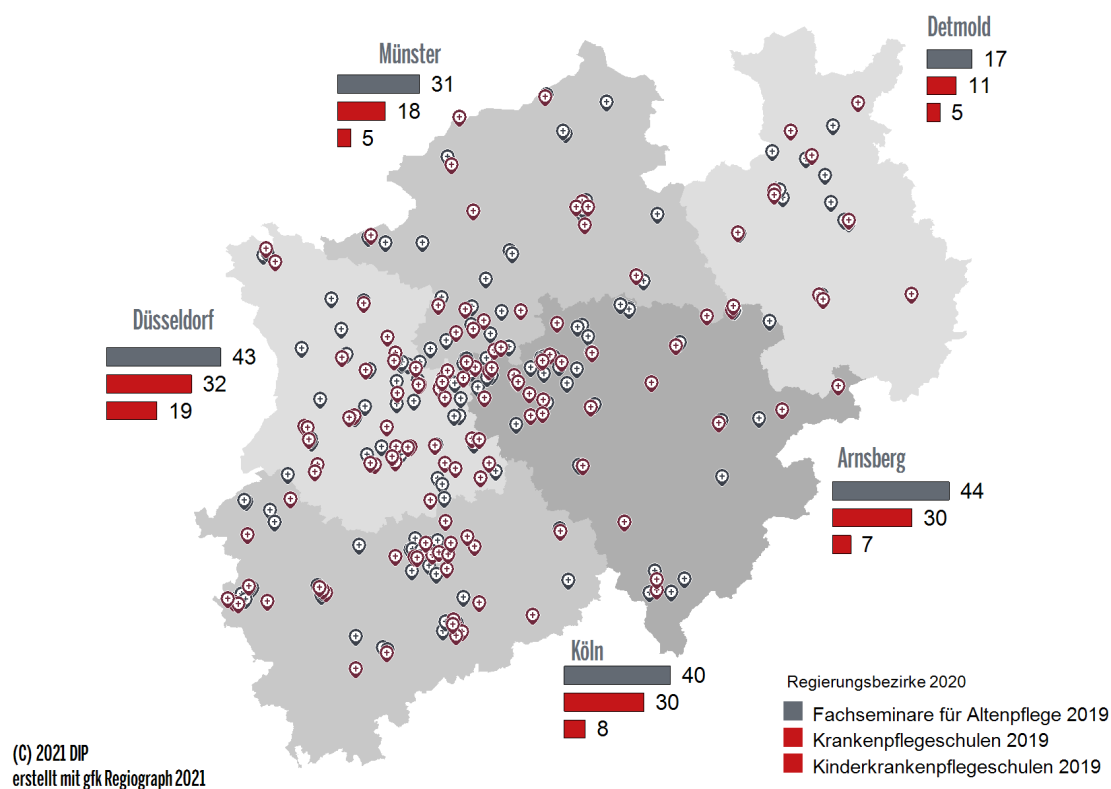 Detmold
17
11
5
Münster
31
18
5
Düsseldorf
43
32
19
Arnsberg
44
30
7
Köln
40
30
8
Regierungsbezirke 2020
Fachseminare für Altenpflege 2019
Krankenpflegeschulen 2019
Kinderkrankenpflegeschulen 2019
(C) 2021 DIP
erstellt mit gfk Regiograph 2021